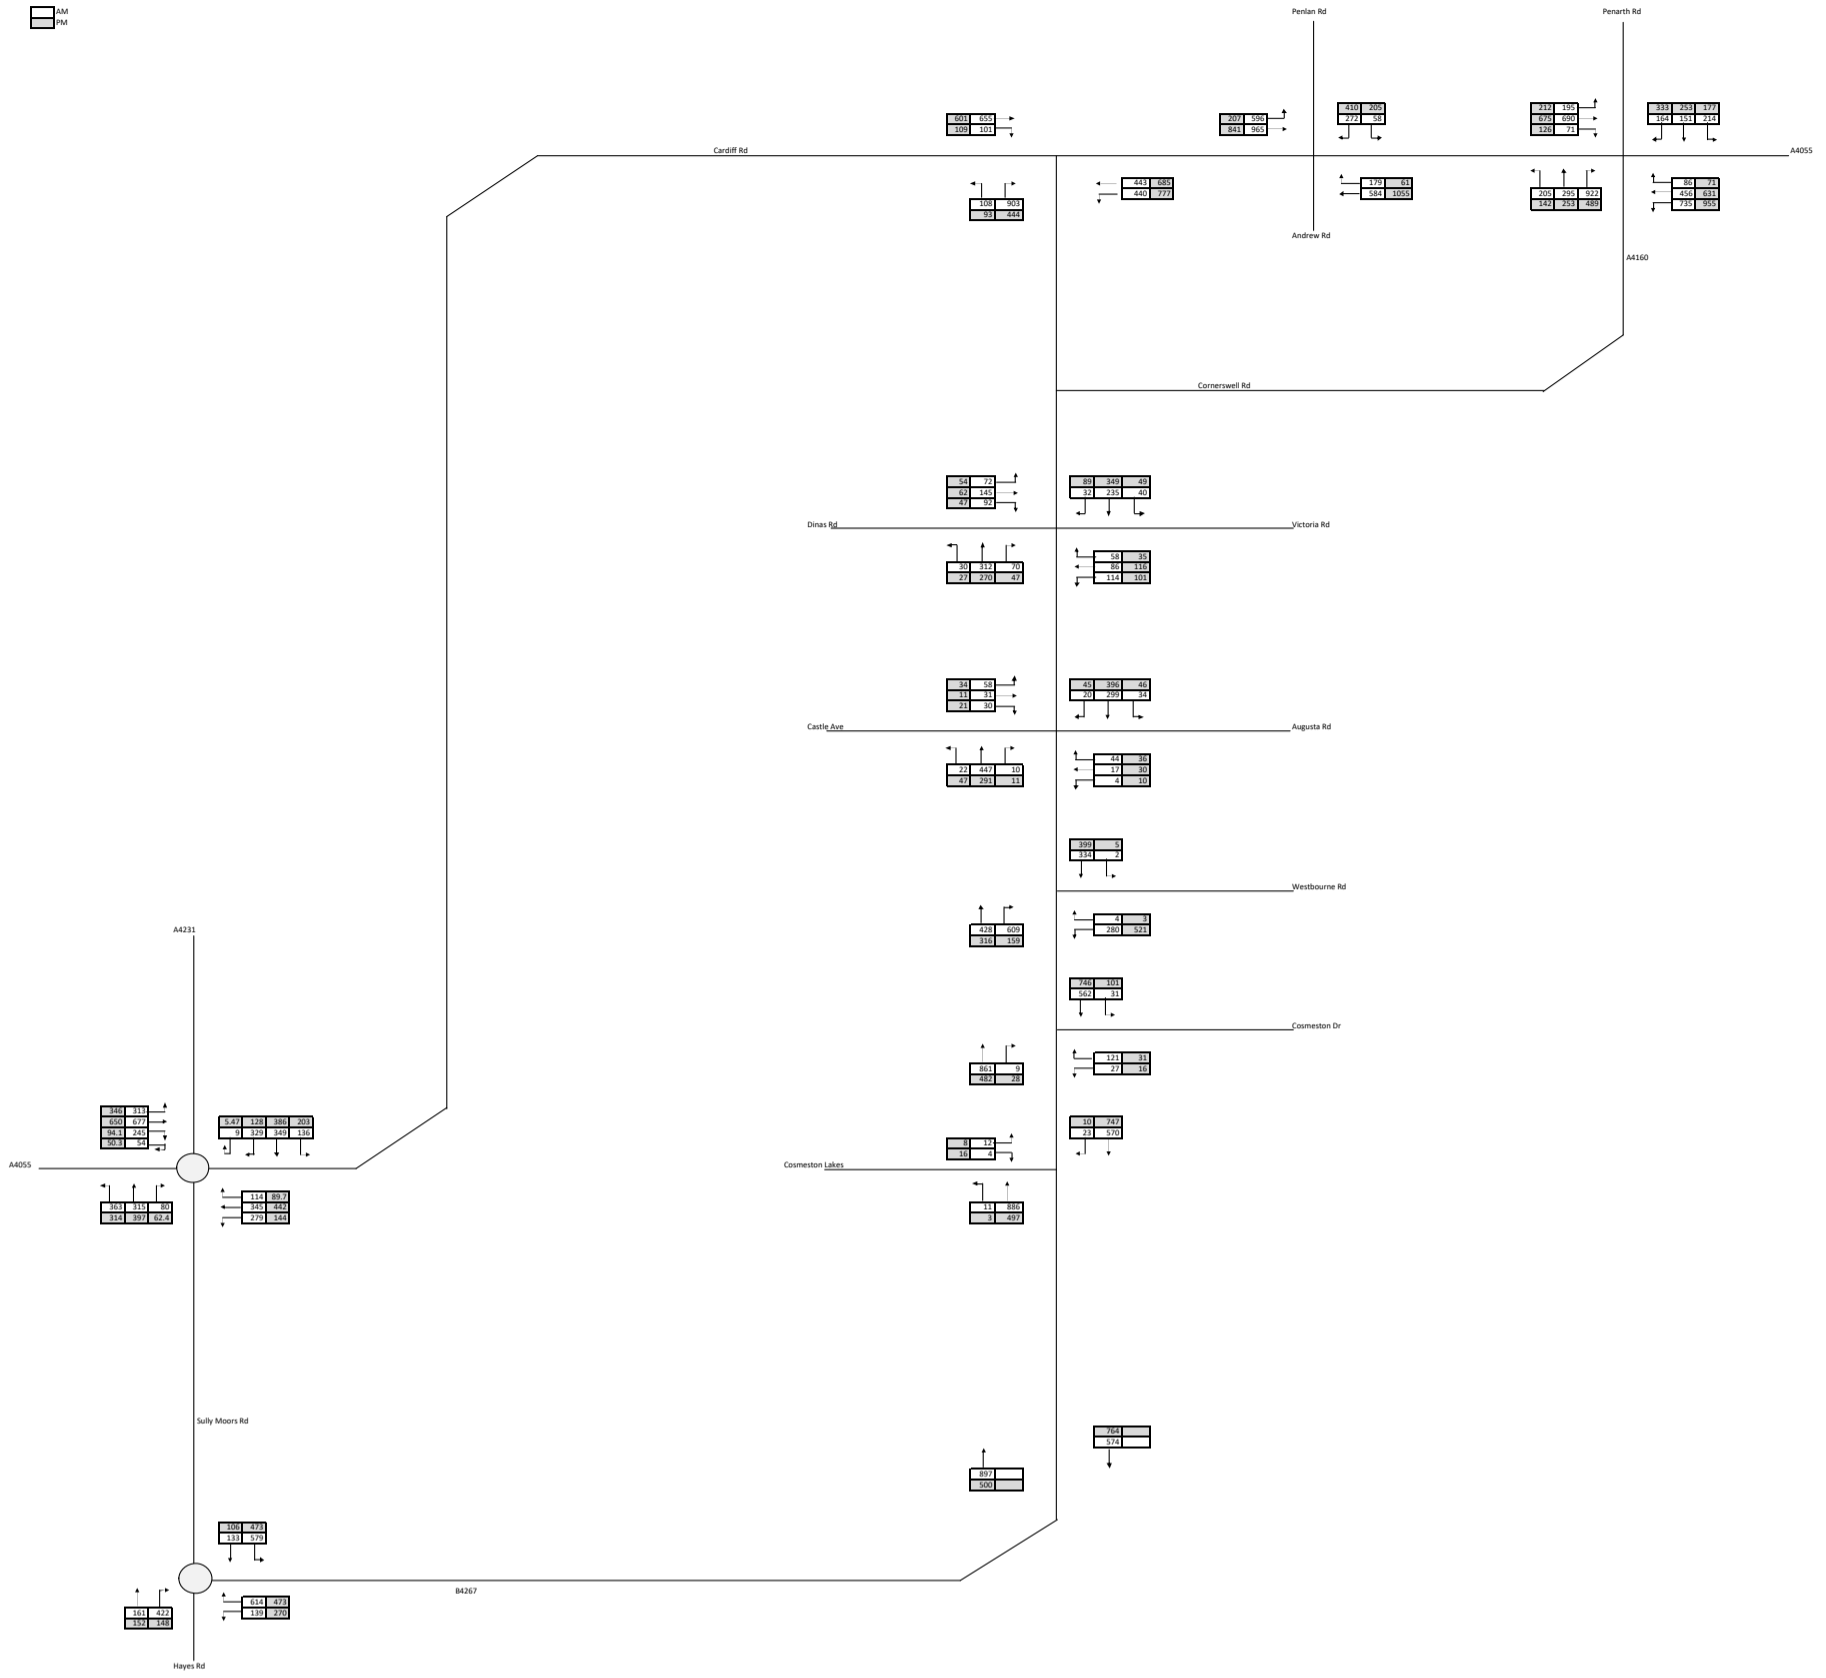 AM
PM
Penlan Rd
Penarth Rd
601 655
109 101
207 596
841 965
410 205
272 58
212 195
675 690
126 71
333 253 177
164 151 214
Cardiff Rd
A4055
108 903
93 444
443 685
440 777
179 61
584 1055
205 295 922
142 253 489
86 71
456 631
735 955
Andrew Rd
A4160
Cornerswell Rd
54 72
62 145
47 92
89 349 49
32 235 40
Dinas Rd
Victoria Rd
30 312 70
27 270 47
58 35
86 116
114 101
34 58
11 31
21 30
45 396 46
20 299 34
Castle Ave
Augusta Rd
22 447 10
47 291 11
44 36
17 30
4 10
399 5
334 2
Westbourne Rd
428 609
316 159
4 3
280 521
A4231
746 101
562 31
Cosmeston Dr
861 9
482 28
121 31
27 16
346 313
650 677
94.1 245
50.3 54
5.47 128 386 203
9 329 349 136
8 12
16 4
10 747
23 570
A4055
Cosmeston Lakes
363 315 80
314 397 62.4
114 89.7
345 442
279 144
11 886
3 497
Sully Moors Rd
764
574
897
500
106 473
133 579
B4267
161 422
152 148
614 473
139 270
Hayes Rd